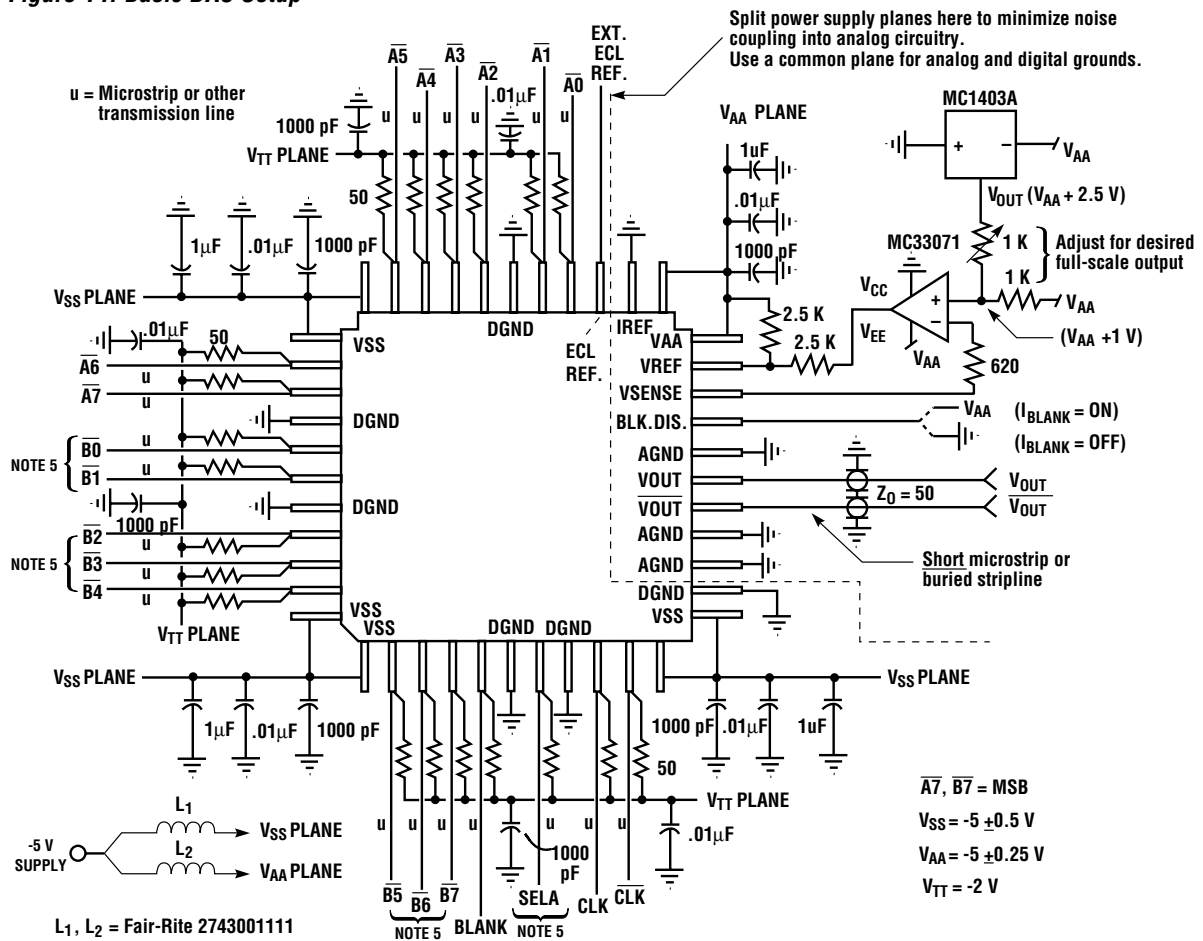 Split power supply planes here to minimize noise
coupling into analog circuitry.
Use a common plane for analog and digital grounds.
EXT.
ECL
REF.
A5
A4
A3
A2
A1
A0
u = Microstrip or other
transmission line
1000 pF
.01µF
u
u
u
u
u
u
VTT PLANE
50
VAA PLANE
1uF
.01µF
1000 pF
MC1403A
+
–
VAA
VOUT (VAA + 2.5 V)
MC33071
1 K
Adjust for desired
full-scale output
1 K
VAA
(VAA +1 V)
VCC
VEE
VAA
+
–
620
2.5 K
2.5 K
1µF
.01µF
1000 pF
VSS PLANE
VSS
DGND
ECL
REF.
IREF
VAA
VREF
VSENSE
BLK.DIS.
AGND
VOUT
VOUT
AGND
AGND
DGND
VSS
VAA
(IBLANK = ON)
(IBLANK = OFF)
ZO = 50
VOUT
VOUT
Short microstrip or
buried stripline
.01µF
50
A6
u
A7
u
DGND
NOTE 5
B0
u
B1
u
1000 pF
DGND
NOTE 5
B2
u
B3
u
B4
u
VTT PLANE
VSS
VSS
DGND
DGND
VSS PLANE
1µF
.01µF
1000 pF
1000 pF
.01µF
1uF
VSS PLANE
50
VTT PLANE
u
u
u
u
u
u
u
1000
pF
.01µF
B5
B6
B7
BLANK
SELA
CLK
CLK
NOTE 5
NOTE 5
-5 V
SUPPLY
L1
VSS PLANE
L2
VAA PLANE
L1, L2 = Fair-Rite 2743001111
A7, B7 = MSB
VSS = -5 ±0.5 V
VAA = -5 ±0.25 V
VTT = -2 V